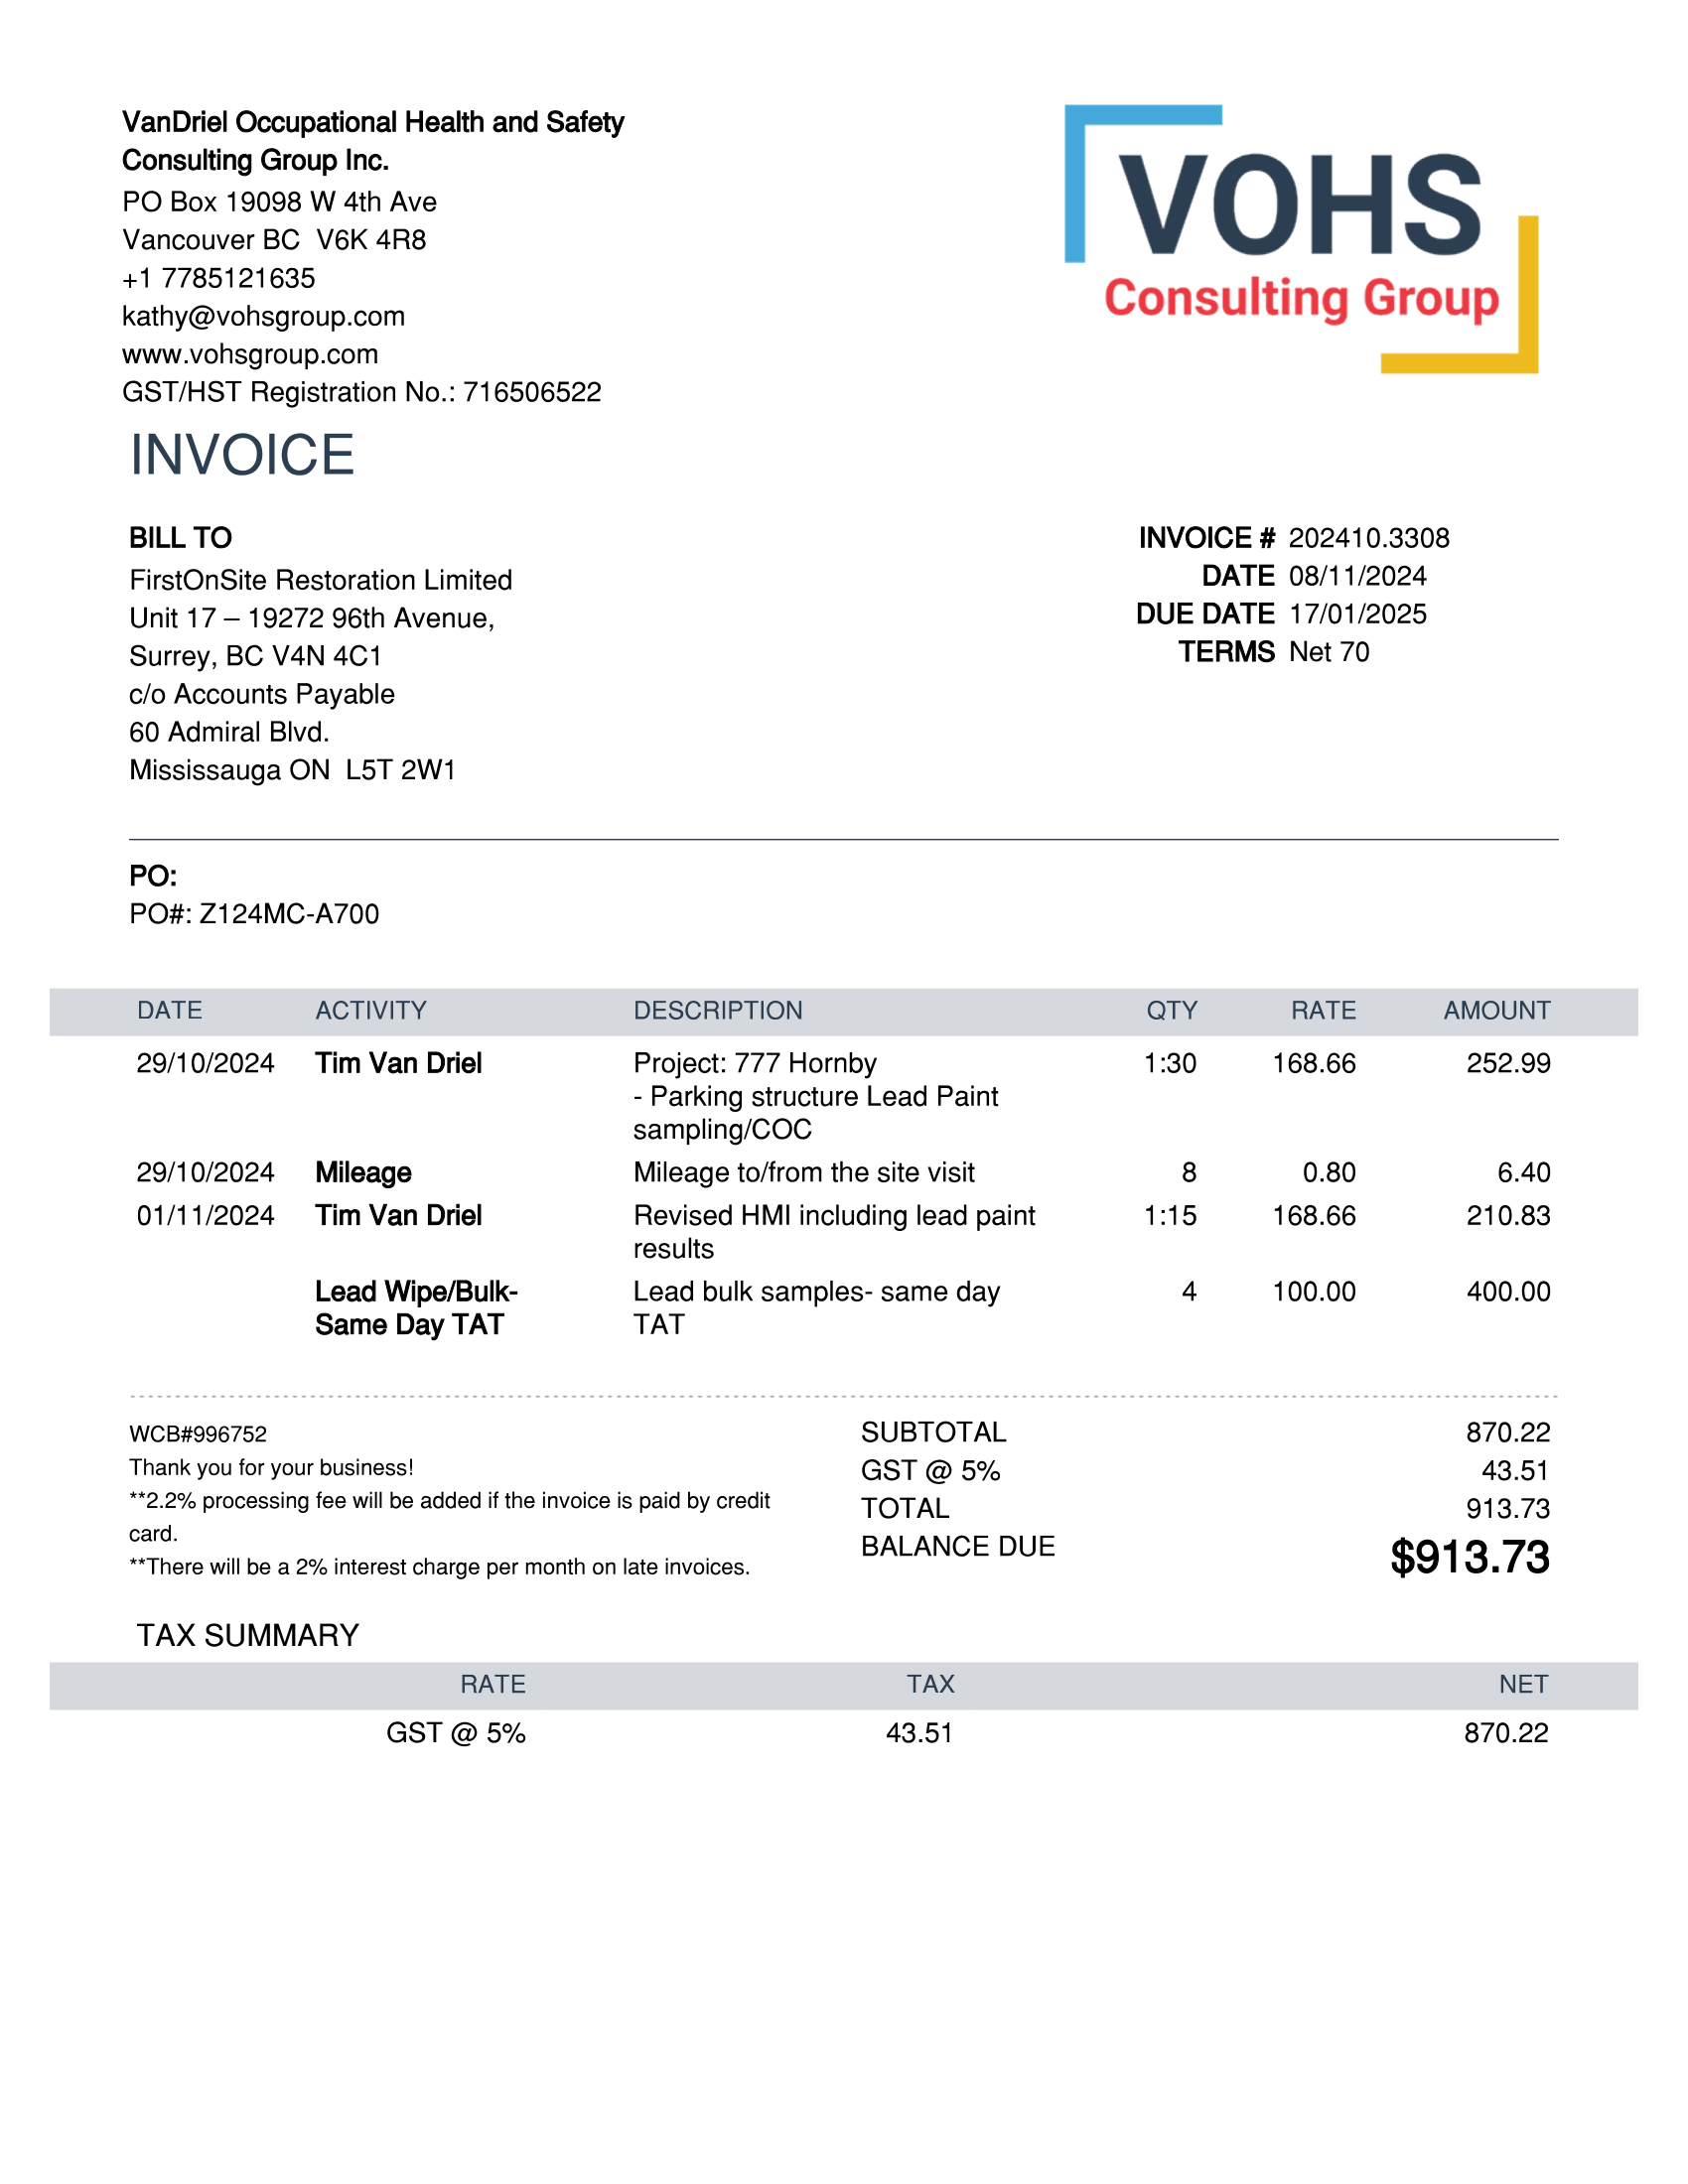 VanDriel Occupational Health and Safety
Consulting Group Inc.
PO Box 19098 W 4th Ave
Vancouver BC  V6K 4R8
+1 7785121635
kathy@vohsgroup.com
www.vohsgroup.com
GST/HST Registration No.: 716506522
VOHS
Consulting Group
INVOICE
BILL TO
FirstOnSite Restoration Limited
Unit 17 – 19272 96th Avenue,
Surrey, BC V4N 4C1
c/o Accounts Payable
60 Admiral Blvd.
Mississauga ON  L5T 2W1
INVOICE # 202410.3308
DATE 08/11/2024
DUE DATE 17/01/2025
TERMS Net 70
PO:
PO#: Z124MC-A700
DATE ACTIVITY DESCRIPTION QTY RATE AMOUNT
29/10/2024 Tim Van Driel Project: 777 Hornby 1:30 168.66 252.99
- Parking structure Lead Paint
sampling/COC
29/10/2024 Mileage Mileage to/from the site visit 8 0.80 6.40
01/11/2024 Tim Van Driel Revised HMI including lead paint 1:15 168.66 210.83
results
Lead Wipe/Bulk- Lead bulk samples- same day 4 100.00 400.00
Same Day TAT TAT
WCB#996752
Thank you for your business!
**2.2% processing fee will be added if the invoice is paid by credit
card.
**There will be a 2% interest charge per month on late invoices.
SUBTOTAL 870.22
GST @ 5% 43.51
TOTAL 913.73
BALANCE DUE $913.73
TAX SUMMARY
RATE TAX NET
GST @ 5% 43.51 870.22